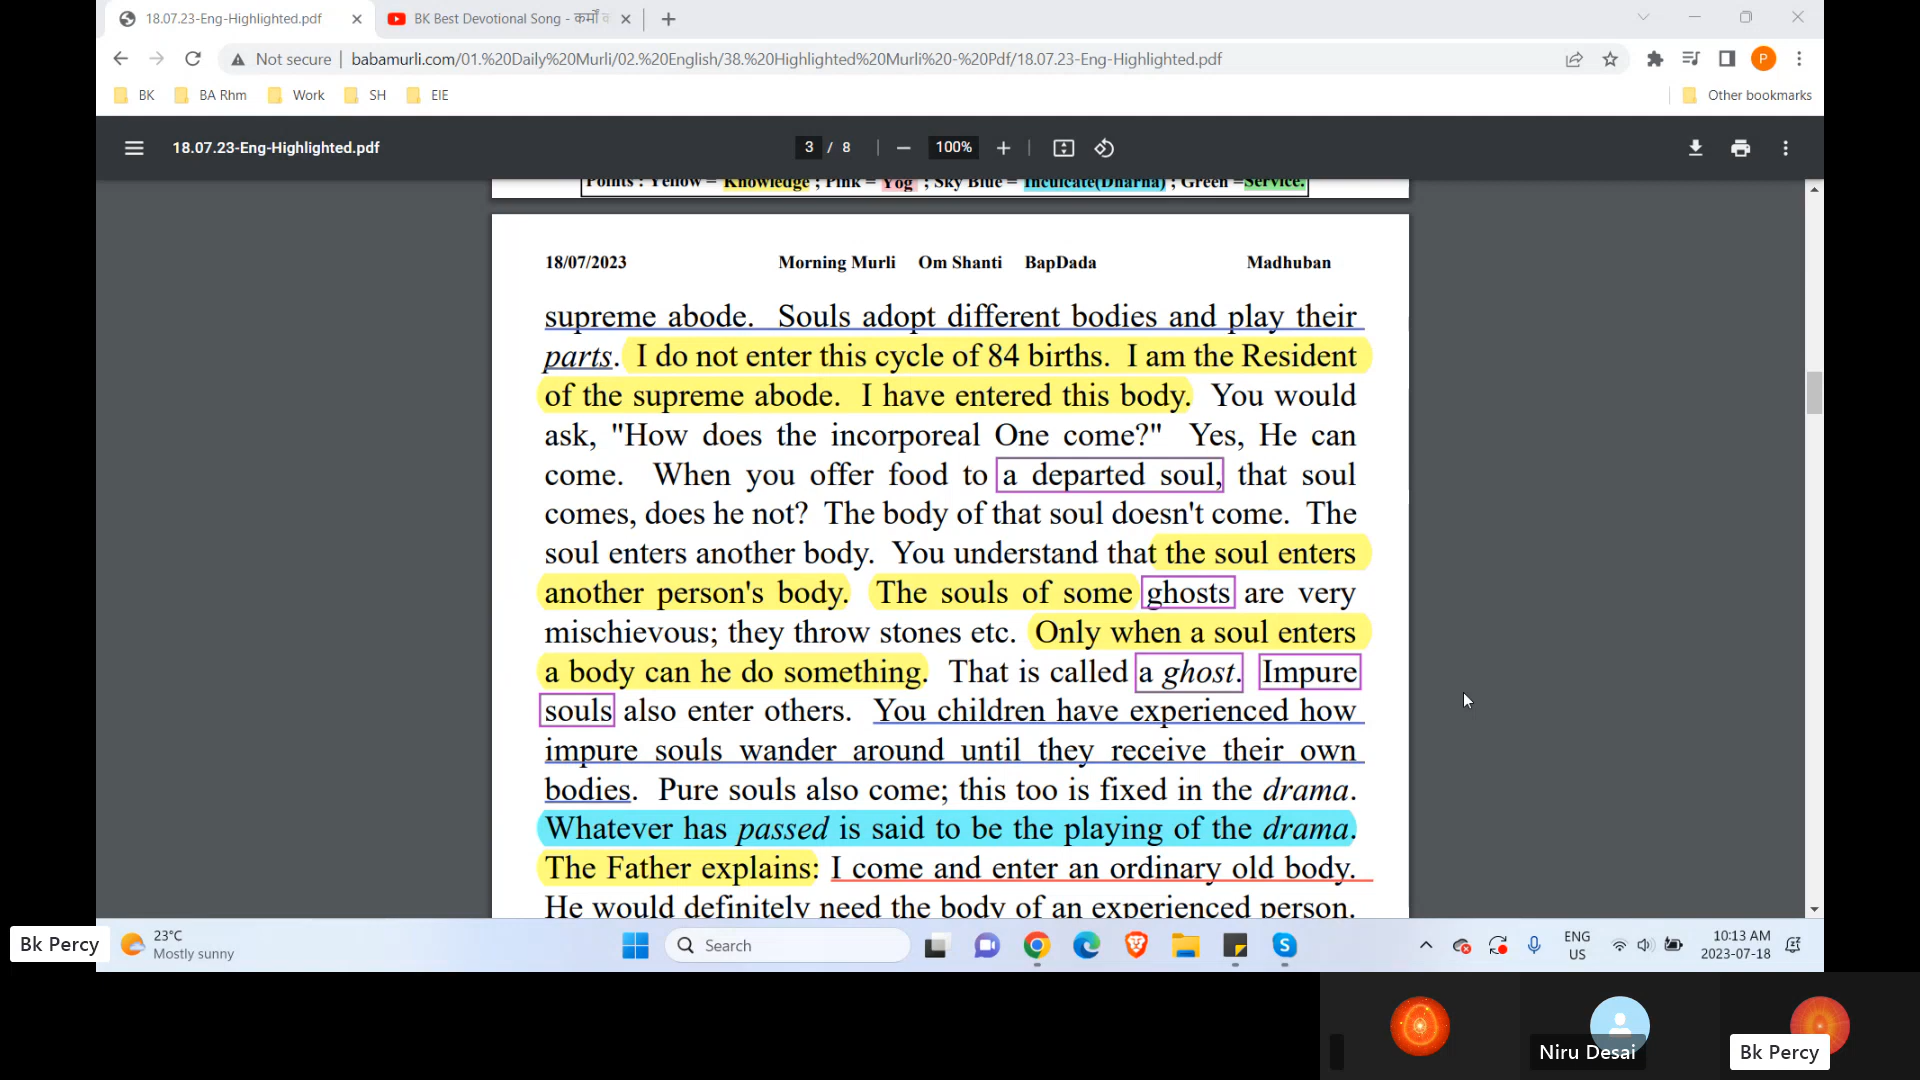 18.07.23-Eng-Highlighted.pdf
BK Best Devotional Song - कर्मों
Not secure
babamurli.com/01.%20Daily%20Murli/02.%20English/38.%20Highlighted%20Murli%20-%20Pdf/18.07.23-Eng-Highlighted.pdf
P
BK
BA Rhm
Work
SH
EIE
Other bookmarks
18.07.23-Eng-Highlighted.pdf
3 / 8
100%
Points : Yellow = Knowledge ; Pink = Yog ; Sky Blue = Inculcate(Dharna) ; Green =Service.
18/07/2023 Morning Murli Om Shanti BapDada Madhuban
supreme abode. Souls adopt different bodies and play their
parts. I do not enter this cycle of 84 births. I am the Resident
of the supreme abode. I have entered this body. You would
ask, "How does the incorporeal One come?" Yes, He can
come. When you offer food to a departed soul, that soul
comes, does he not? The body of that soul doesn't come. The
soul enters another body. You understand that the soul enters
another person's body. The souls of some ghosts are very
mischievous; they throw stones etc. Only when a soul enters
a body can he do something. That is called a ghost. Impure
souls also enter others. You children have experienced how
impure souls wander around until they receive their own
bodies. Pure souls also come; this too is fixed in the drama.
Whatever has passed is said to be the playing of the drama.
The Father explains: I come and enter an ordinary old body.
He would definitely need the body of an experienced person.
Bk Percy
23°C
Mostly sunny
Search
ENG
US
10:13 AM
2023-07-18
Niru Desai
Bk Percy